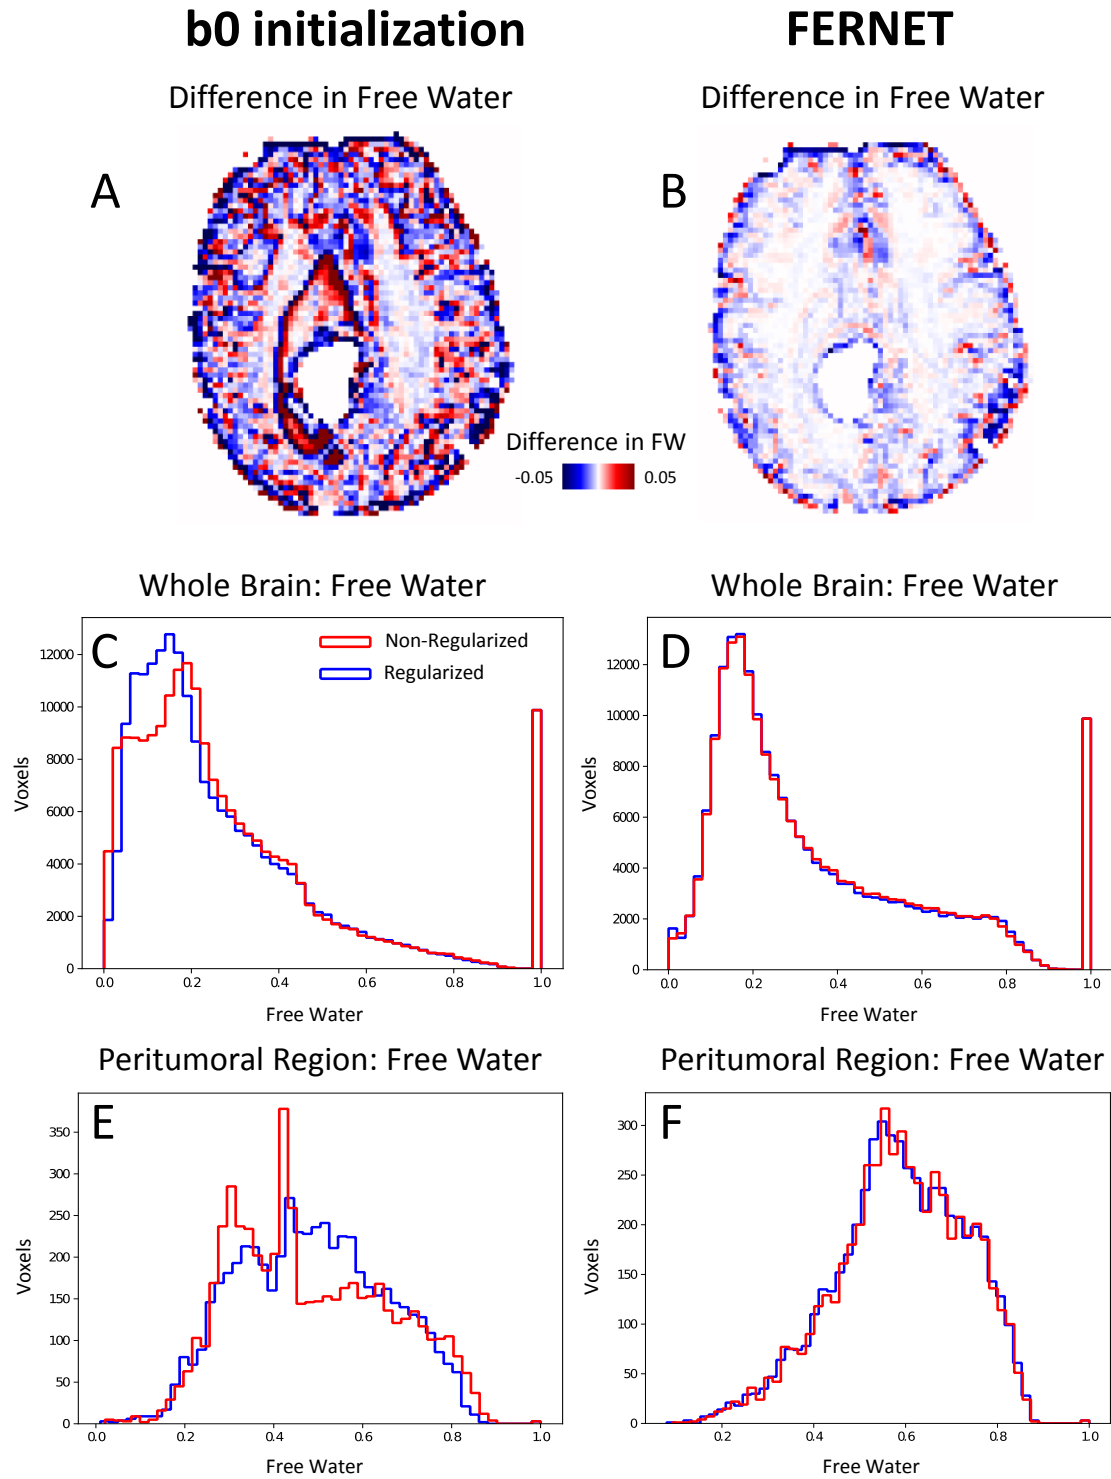 b0 initialization FERNET
Difference in Free Water Difference in Free Water
A B
Difference in FW
-0.05 0.05
Whole Brain: Free Water Whole Brain: Free Water
C D
Non-Regularized
Regularized
12000
10000
8000
6000
4000
2000
0
Voxels
0.0 0.2 0.4 0.6 0.8 1.0
Free Water
12000
10000
8000
6000
4000
2000
0
Voxels
0.0 0.2 0.4 0.6 0.8 1.0
Free Water
Peritumoral Region: Free Water Peritumoral Region: Free Water
E F
350
300
250
200
150
100
50
0
Voxels
0.0 0.2 0.4 0.6 0.8 1.0
Free Water
300
250
200
150
100
50
0
Voxels
0.2 0.4 0.6 0.8 1.0
Free Water